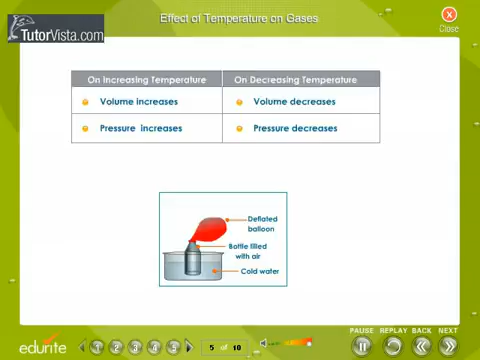 Effect of Temperature on Gases
TutorVista.com
Close
On Increasing Temperature
On Decreasing Temperature
Volume increases
Volume decreases
Pressure increases
Pressure decreases
Deflated
balloon
Bottle filled
with air
Cold water
PAUSE REPLAY BACK NEXT
edurite
1 2 3 4 5
5 of 10